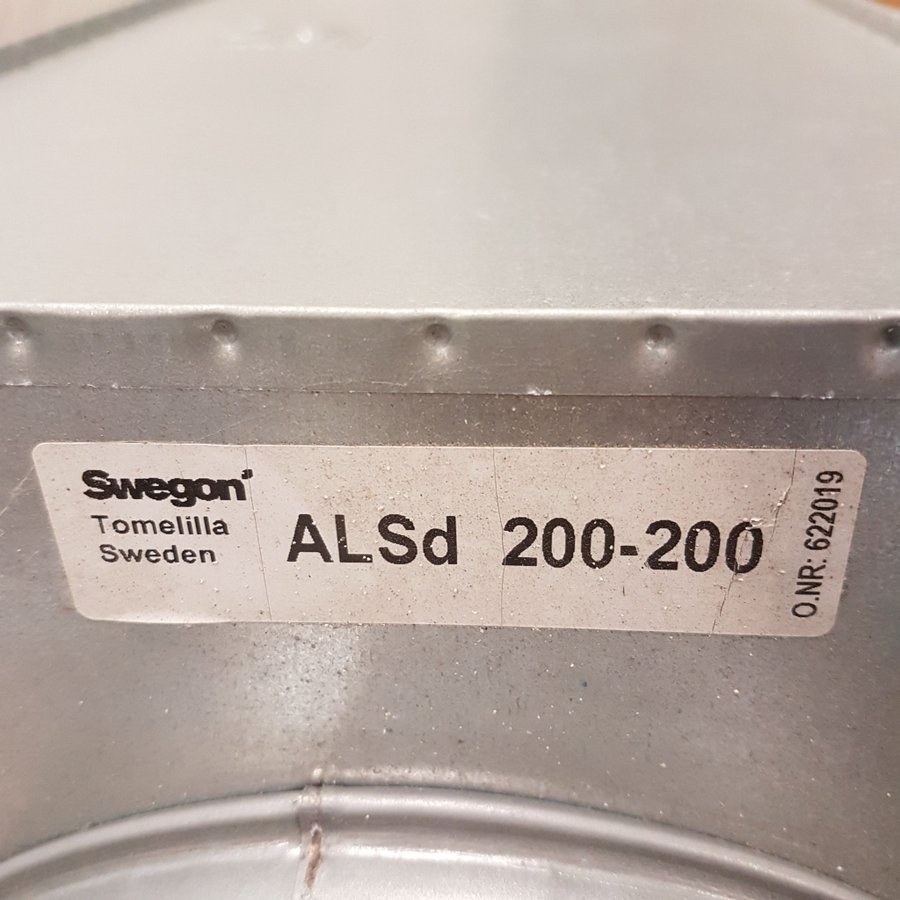 Swegon
Tomelilla
Sweden
ALSd 200-200
O.NR: 622019